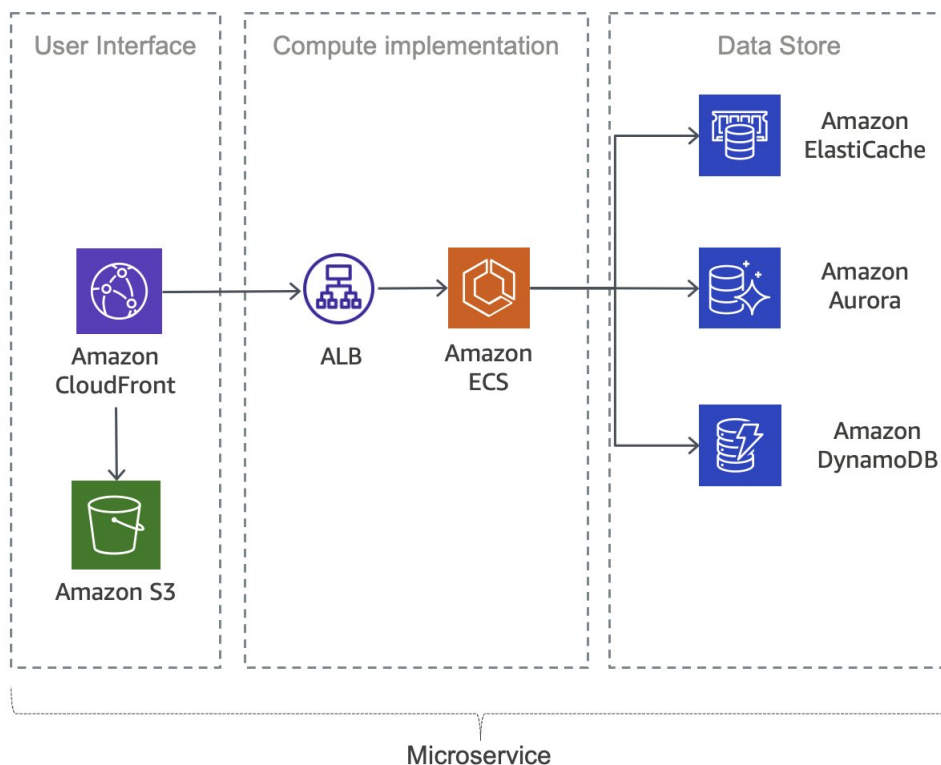 User Interface
Compute implementation
Data Store
Amazon
ElastiCache
Amazon
CloudFront
ALB
Amazon
ECS
Amazon
Aurora
Amazon
DynamoDB
Amazon S3
Microservice